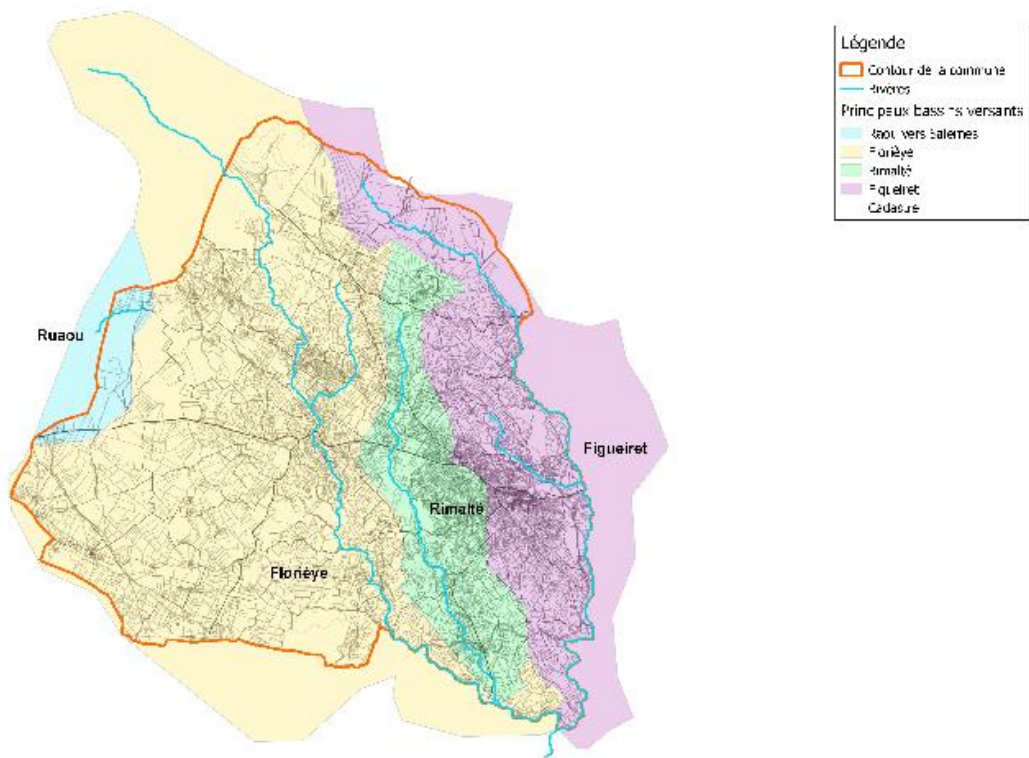 Légende
Contour de la commune
Rivères
Principaux bassins versants
Raou vers Salernes
Florièye
Rimalté
Figueiret
Cadastre
Ruaou
Figueiret
Rimalté
Florièye